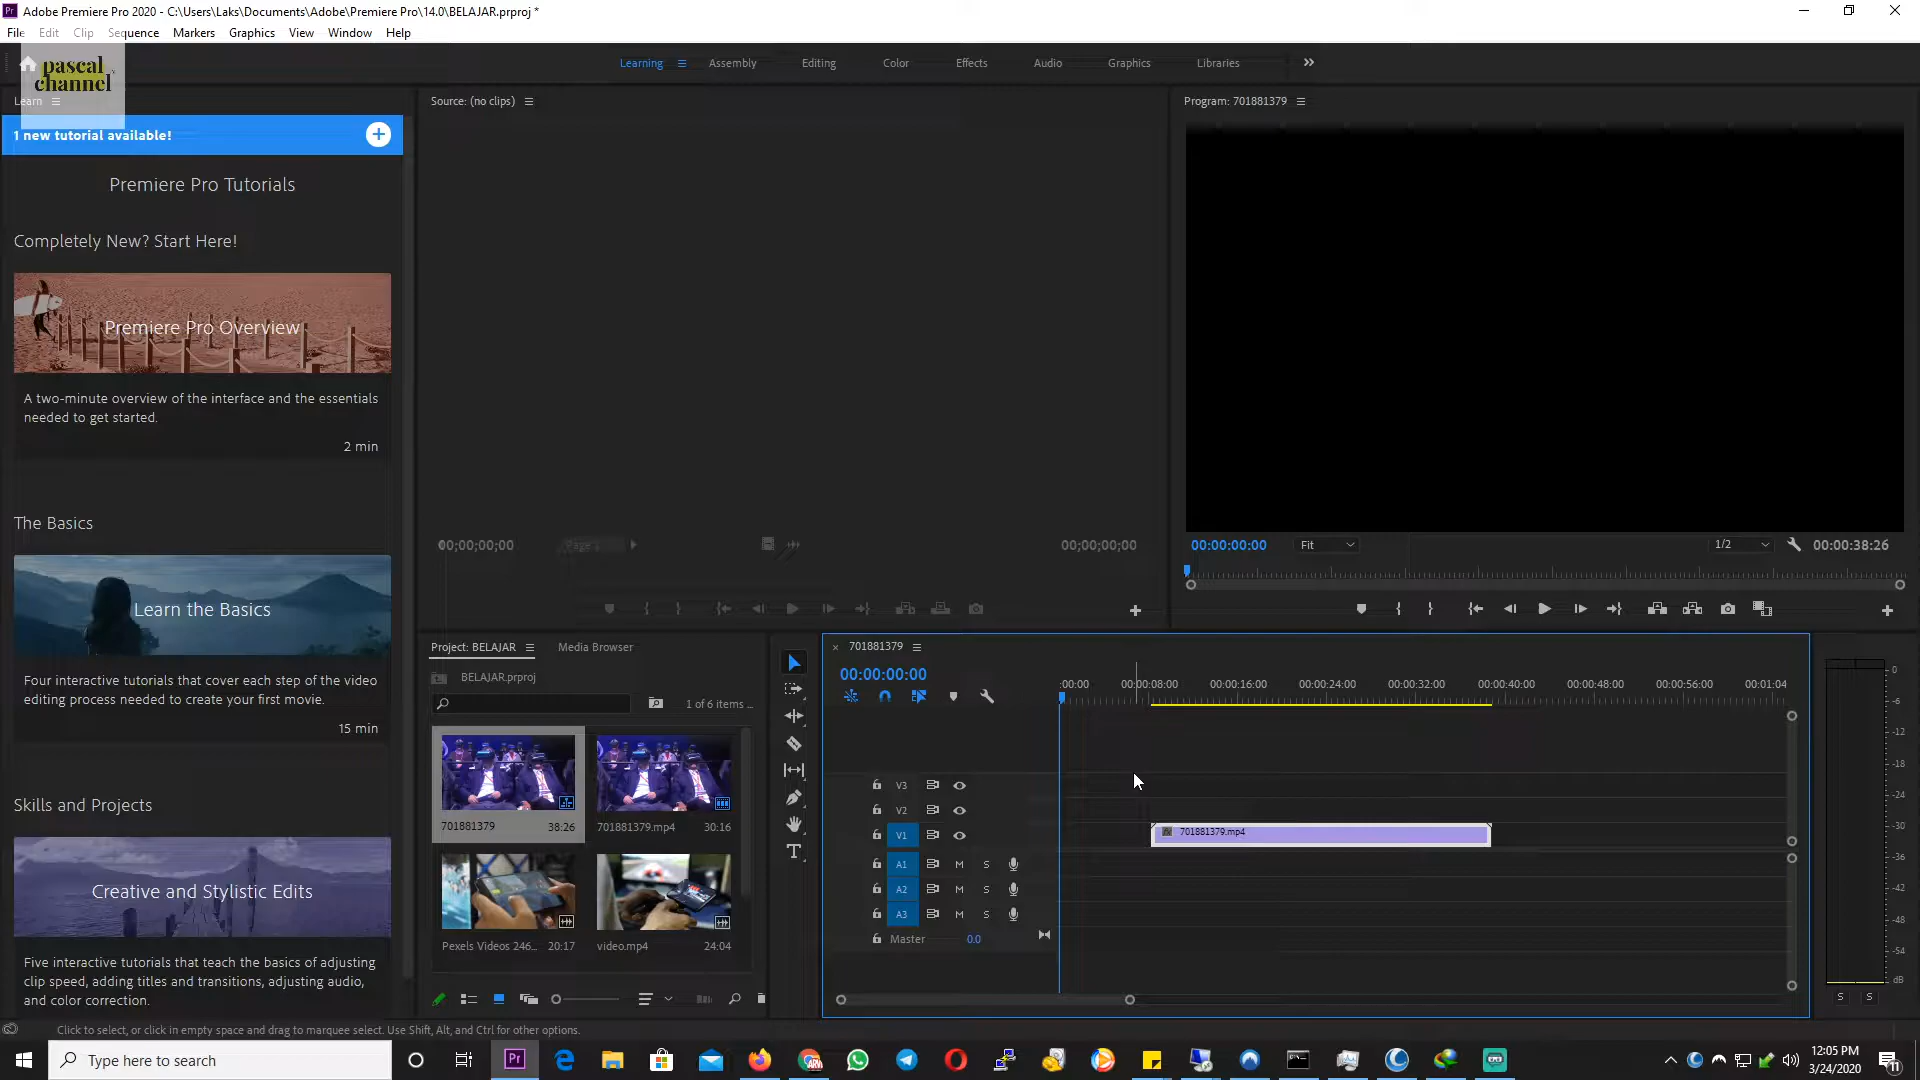 Adobe Premiere Pro 2020 - C:\Users\Laks\Documents\Adobe\Premiere Pro\14.0\BELAJAR.prproj *
File Edit Clip Sequence Markers Graphics View Window Help
pascal
channel
Learning Assembly Editing Color Effects Audio Graphics Libraries
Learn
1 new tutorial available!
Premiere Pro Tutorials
Completely New? Start Here!
Premiere Pro Overview
A two-minute overview of the interface and the essentials
needed to get started.
2 min
The Basics
Learn the Basics
Four interactive tutorials that cover each step of the video
editing process needed to create your first movie.
15 min
Skills and Projects
Creative and Stylistic Edits
Five interactive tutorials that teach the basics of adjusting
clip speed, adding titles and transitions, adjusting audio,
and color correction.
Source: (no clips)
00;00;00;00
00;00;00;00
Program: 701881379
00:00:00:00 Fit 1/2 00:00:38:26
Project: BELAJAR Media Browser
BELAJAR.prproj
1 of 6 items ...
701881379 38:26
701881379.mp4 30:16
Pexels Videos 246... 20:17
video.mp4 24:04
701881379
00:00:00:00
:00:00 00:00:08:00 00:00:16:00 00:00:24:00 00:00:32:00 00:00:40:00 00:00:48:00 00:00:56:00 00:01:04
V3
V2
V1
701881379.mp4
A1 M S
A2 M S
A3 M S
Master 0.0
0
-6
-12
-18
-24
-30
-36
-42
-48
-54
dB
S S
Click to select, or click in empty space and drag to marquee select. Use Shift, Alt, and Ctrl for other options.
Type here to search
12:05 PM
3/24/2020
11